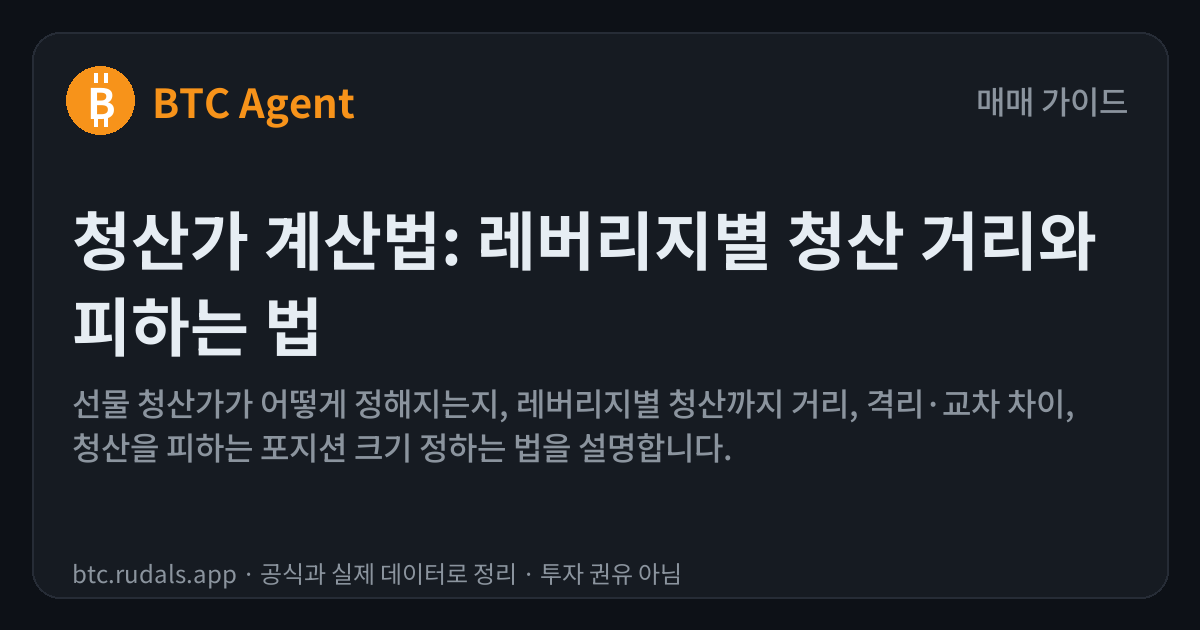 BTC Agent
매매 가이드
청산가 계산법: 레버리지별 청산 거리와
피하는 법
선물 청산가가 어떻게 정해지는지, 레버리지별 청산까지 거리, 격리·교차 차이,
청산을 피하는 포지션 크기 정하는 법을 설명합니다.
btc.rudals.app · 공식과 실제 데이터로 정리 · 투자 권유 아님